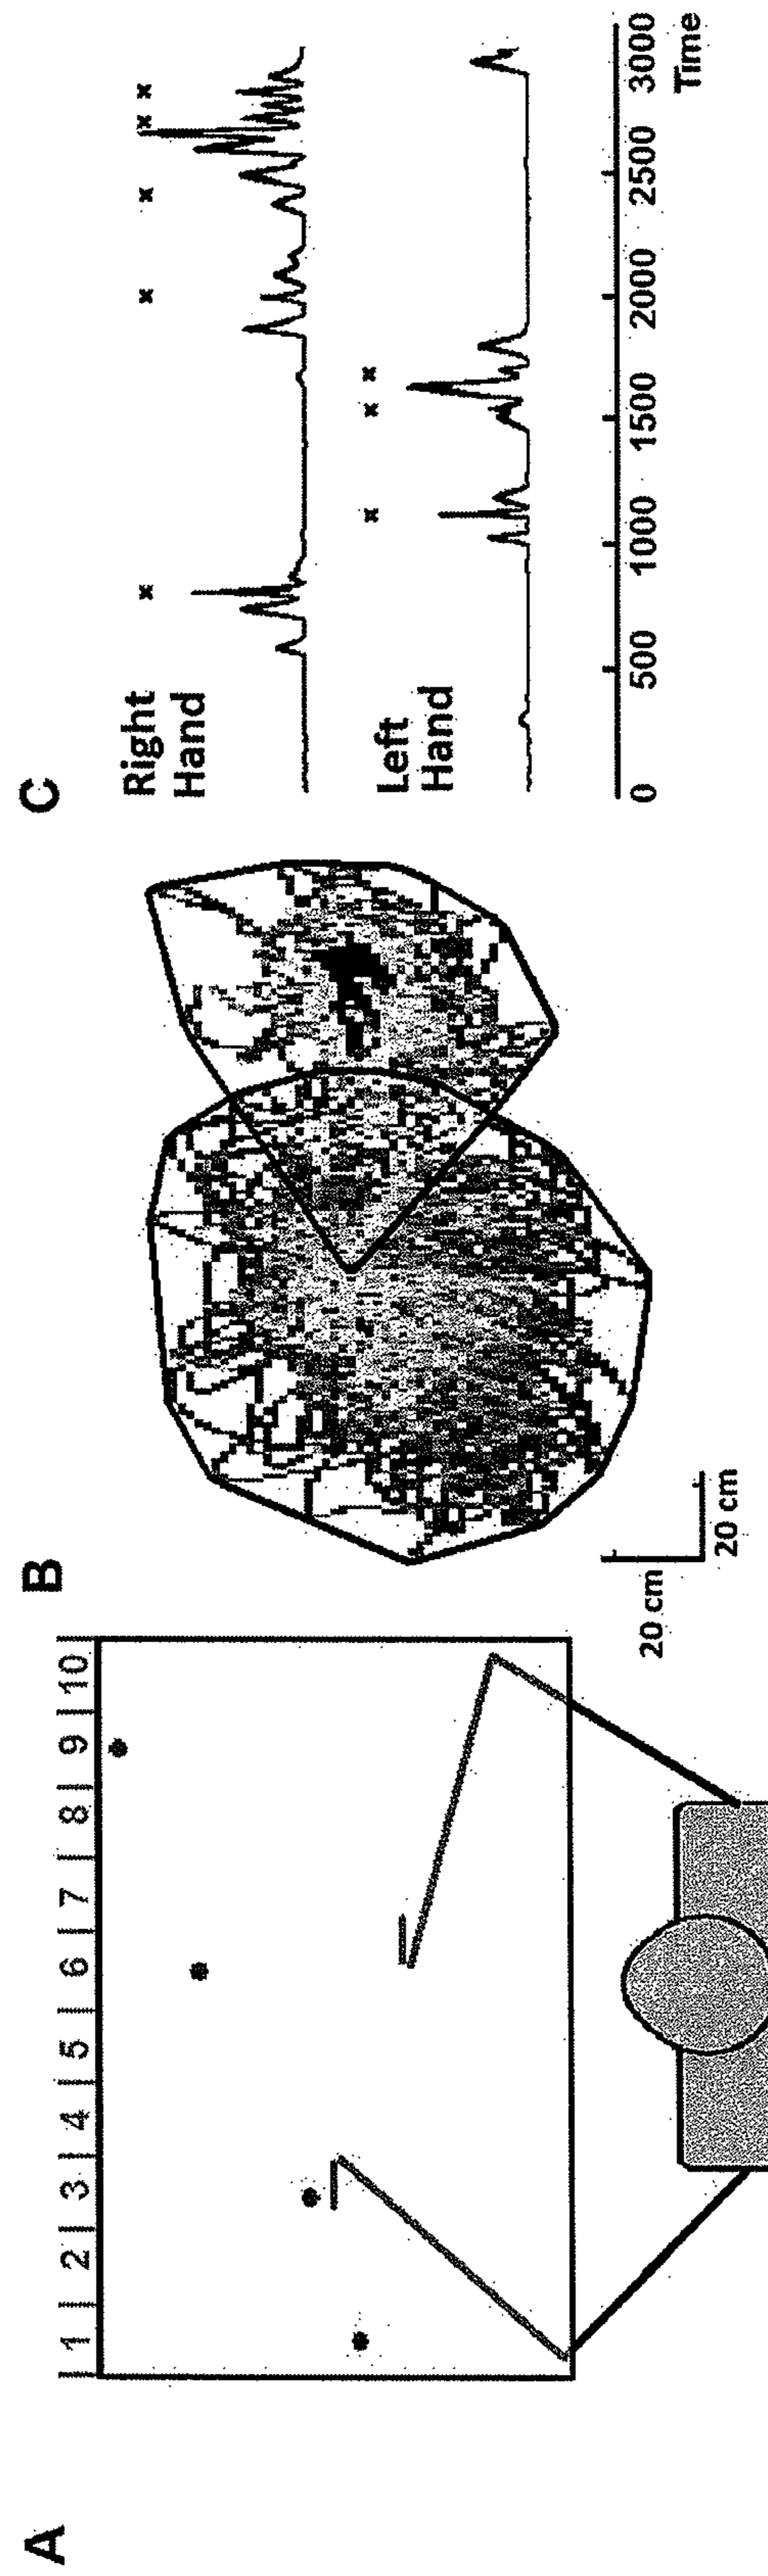 A
1 | 2 | 3 | 4 | 5 | 6 | 7 | 8 | 9 | 10
B
20 cm
20 cm
C
Right
Hand
Left
Hand
0 500 1000 1500 2000 2500 3000
Time